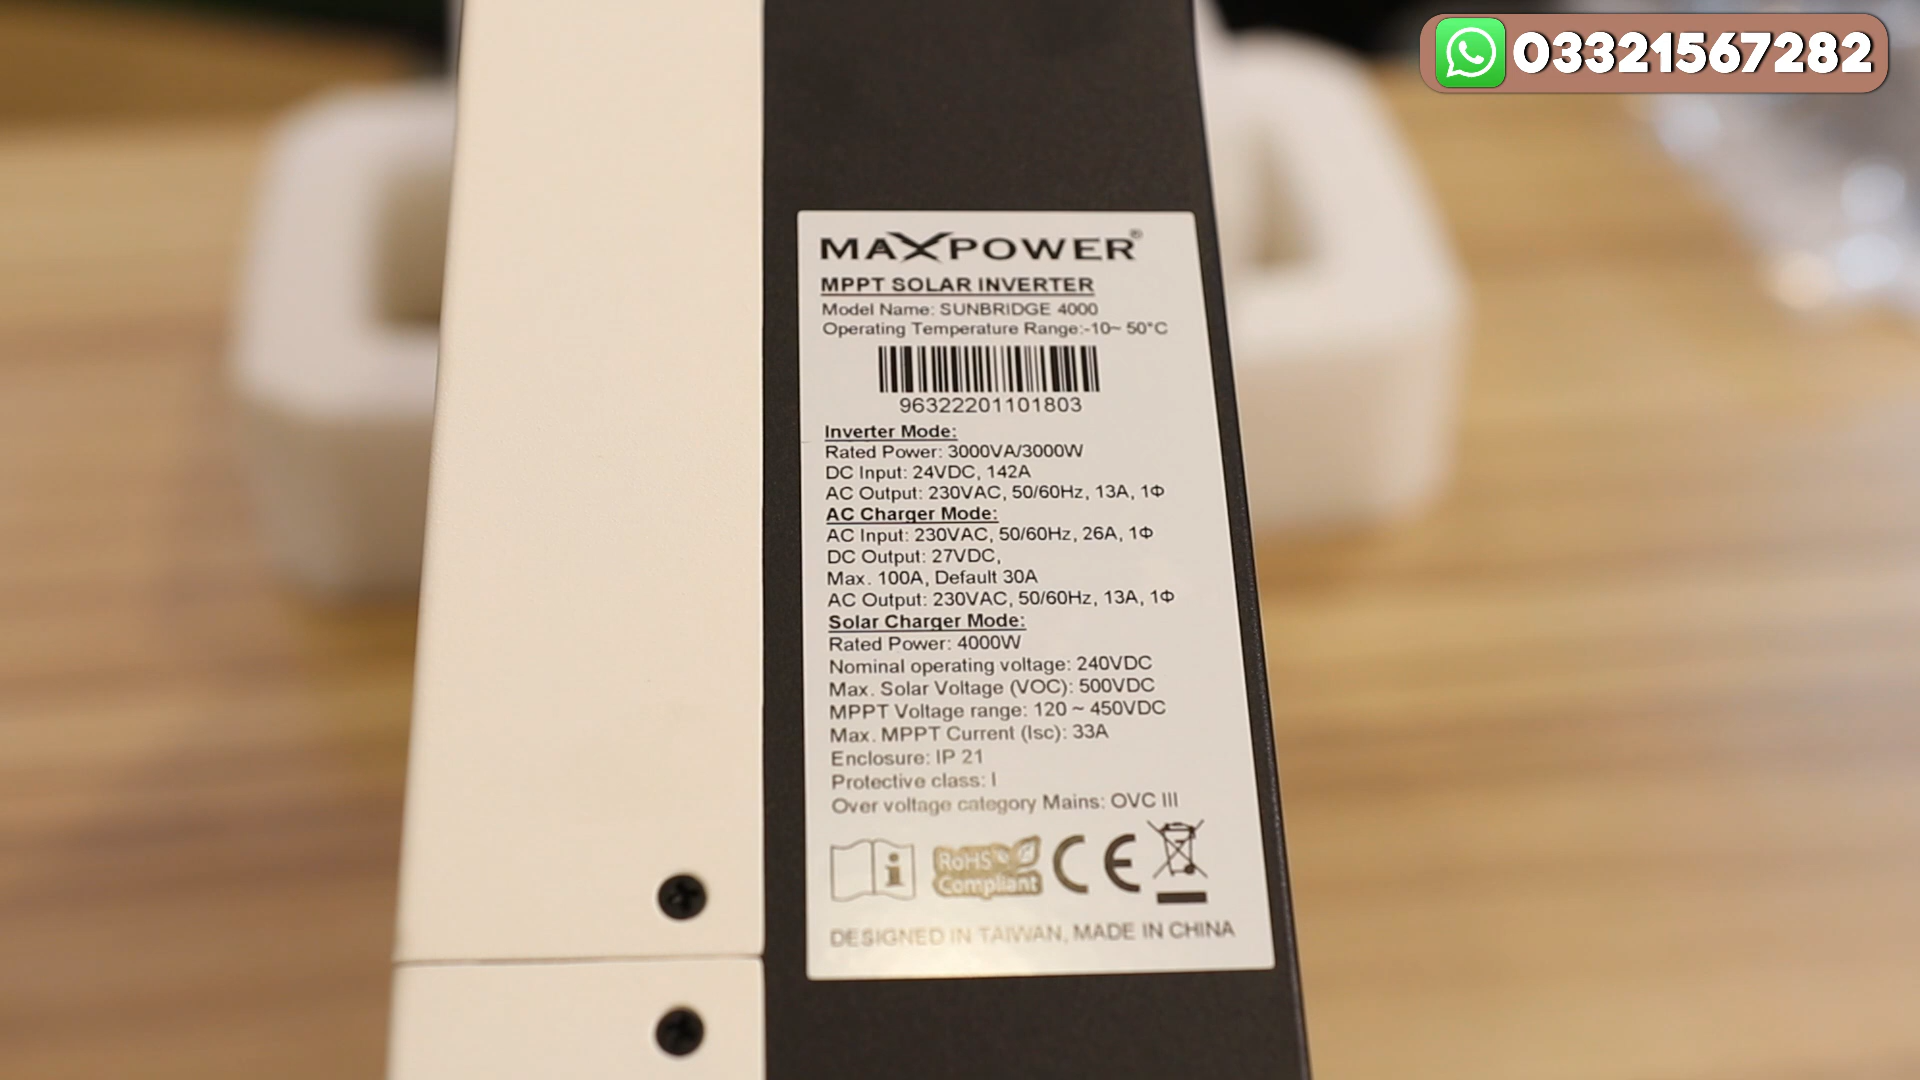 03321567282
MAXPOWER®
MPPT SOLAR INVERTER
Model Name: SUNBRIDGE 4000
Operating Temperature Range:-10~ 50°C
96322201101803
Inverter Mode:
Rated Power: 3000VA/3000W
DC Input: 24VDC, 142A
AC Output: 230VAC, 50/60Hz, 13A, 1Φ
AC Charger Mode:
AC Input: 230VAC, 50/60Hz, 26A, 1Φ
DC Output: 27VDC,
Max. 100A, Default 30A
AC Output: 230VAC, 50/60Hz, 13A, 1Φ
Solar Charger Mode:
Rated Power: 4000W
Nominal operating voltage: 240VDC
Max. Solar Voltage (VOC): 500VDC
MPPT Voltage range: 120 ~ 450VDC
Max. MPPT Current (Isc): 33A
Enclosure: IP 21
Protective class: I
Over voltage category Mains: OVC III
RoHS
Compliant
CE
DESIGNED IN TAIWAN, MADE IN CHINA